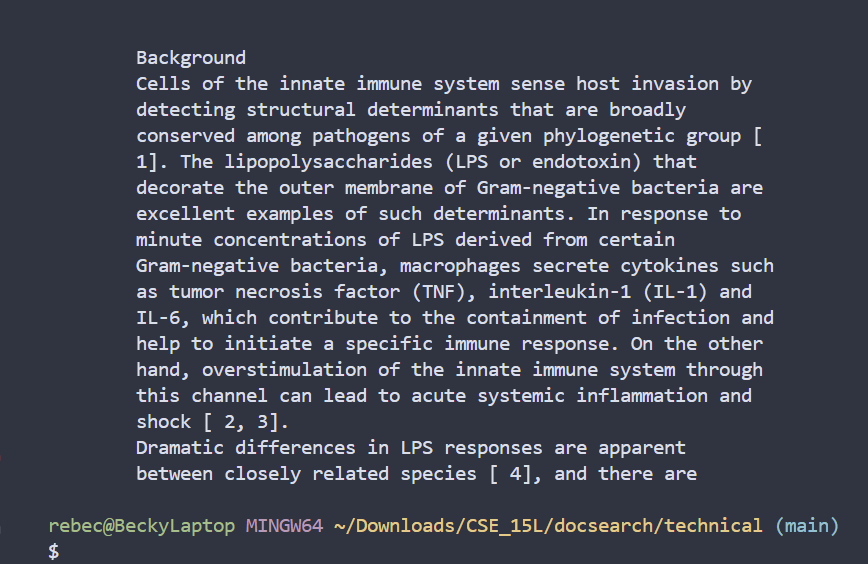 Background
Cells of the innate immune system sense host invasion by
detecting structural determinants that are broadly
conserved among pathogens of a given phylogenetic group [
1]. The lipopolysaccharides (LPS or endotoxin) that
decorate the outer membrane of Gram-negative bacteria are
excellent examples of such determinants. In response to
minute concentrations of LPS derived from certain
Gram-negative bacteria, macrophages secrete cytokines such
as tumor necrosis factor (TNF), interleukin-1 (IL-1) and
IL-6, which contribute to the containment of infection and
help to initiate a specific immune response. On the other
hand, overstimulation of the innate immune system through
this channel can lead to acute systemic inflammation and
shock [ 2, 3].
Dramatic differences in LPS responses are apparent
between closely related species [ 4], and there are
rebec@BeckyLaptop MINGW64 ~/Downloads/CSE_15L/docsearch/technical (main)
$